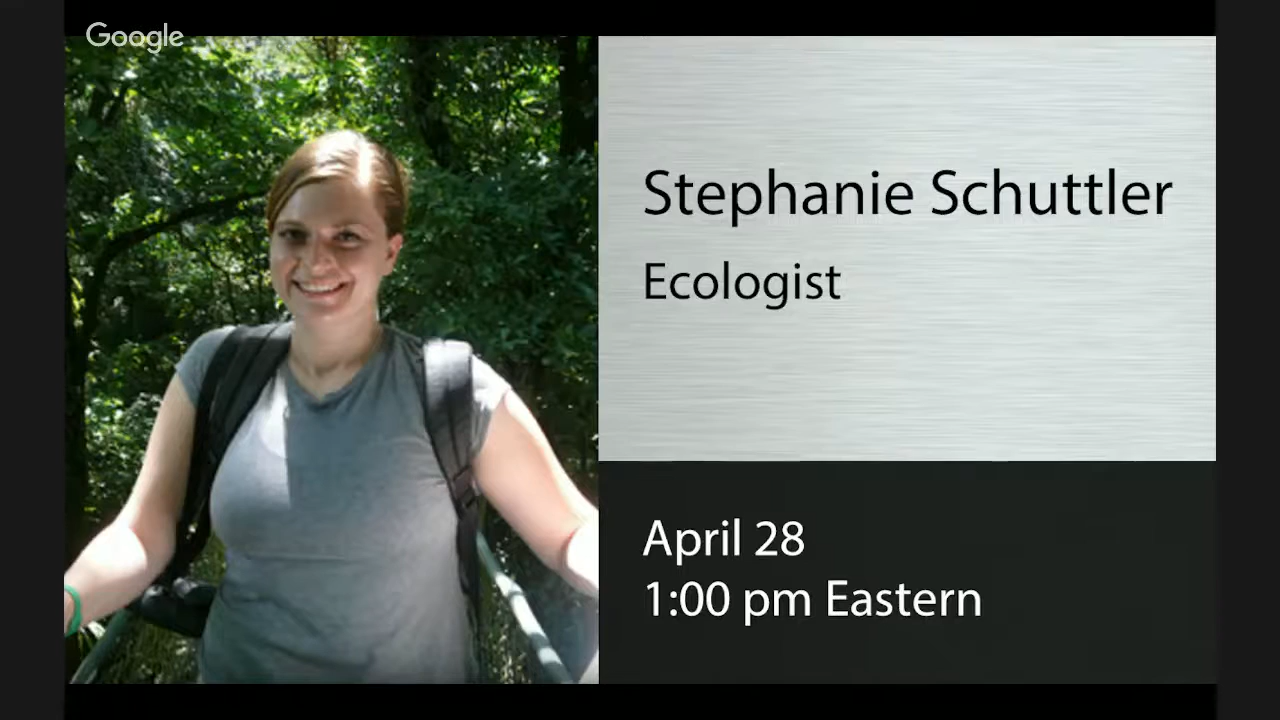 Google
Stephanie Schuttler
Ecologist
April 28
1:00 pm Eastern